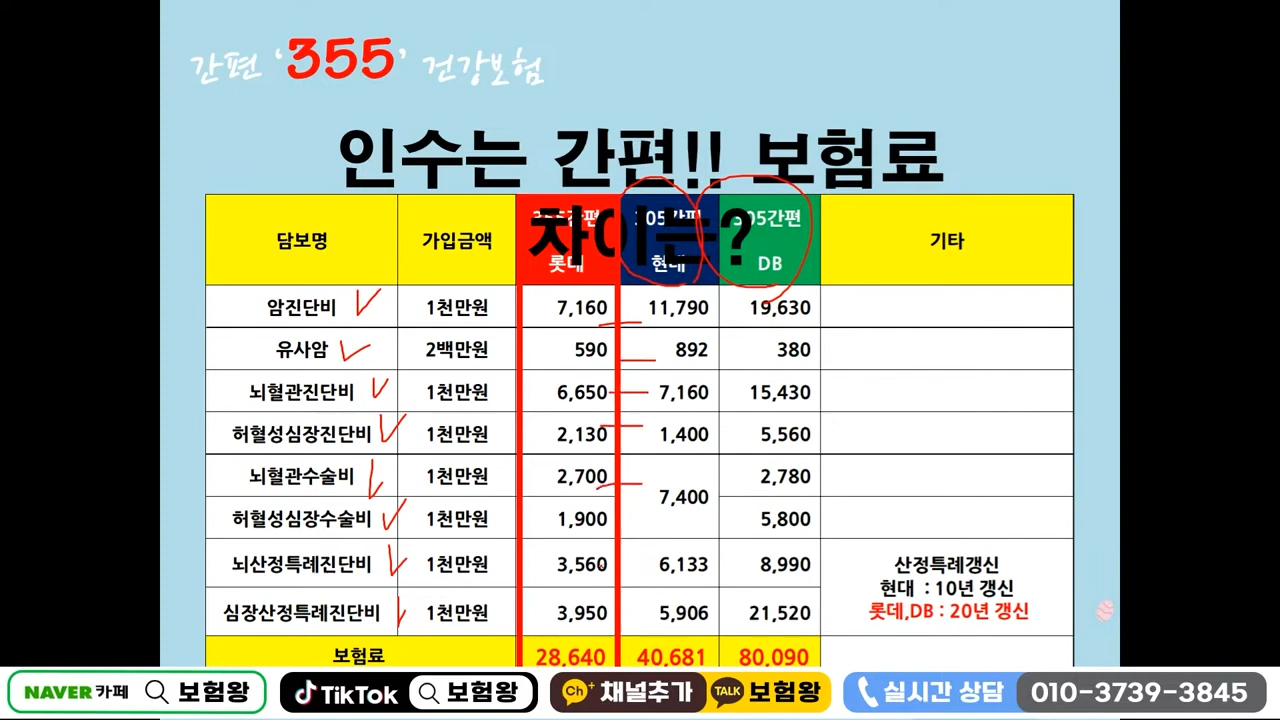 간편 '355' 건강보험
인수는 간편!! 보험료
차이는?
담보명 가입금액 355간편 롯데 305간편 현대 305간편 DB 기타
암진단비 1천만원 7,160 11,790 19,630
유사암 2백만원 590 892 380
뇌혈관진단비 1천만원 6,650 7,160 15,430
허혈성심장진단비 1천만원 2,130 1,400 5,560
뇌혈관수술비 1천만원 2,700 7,400 2,780
허혈성심장수술비 1천만원 1,900 5,800
뇌산정특례진단비 1천만원 3,560 6,133 8,990
심장산정특례진단비 1천만원 3,950 5,906 21,520
산정특례갱신
현대 : 10년 갱신
롯데,DB : 20년 갱신
보험료 28,640 40,681 80,090
NAVER 카페 보험왕 TikTok 보험왕 Ch+ 채널추가 TALK 보험왕 실시간 상담 010-3739-3845